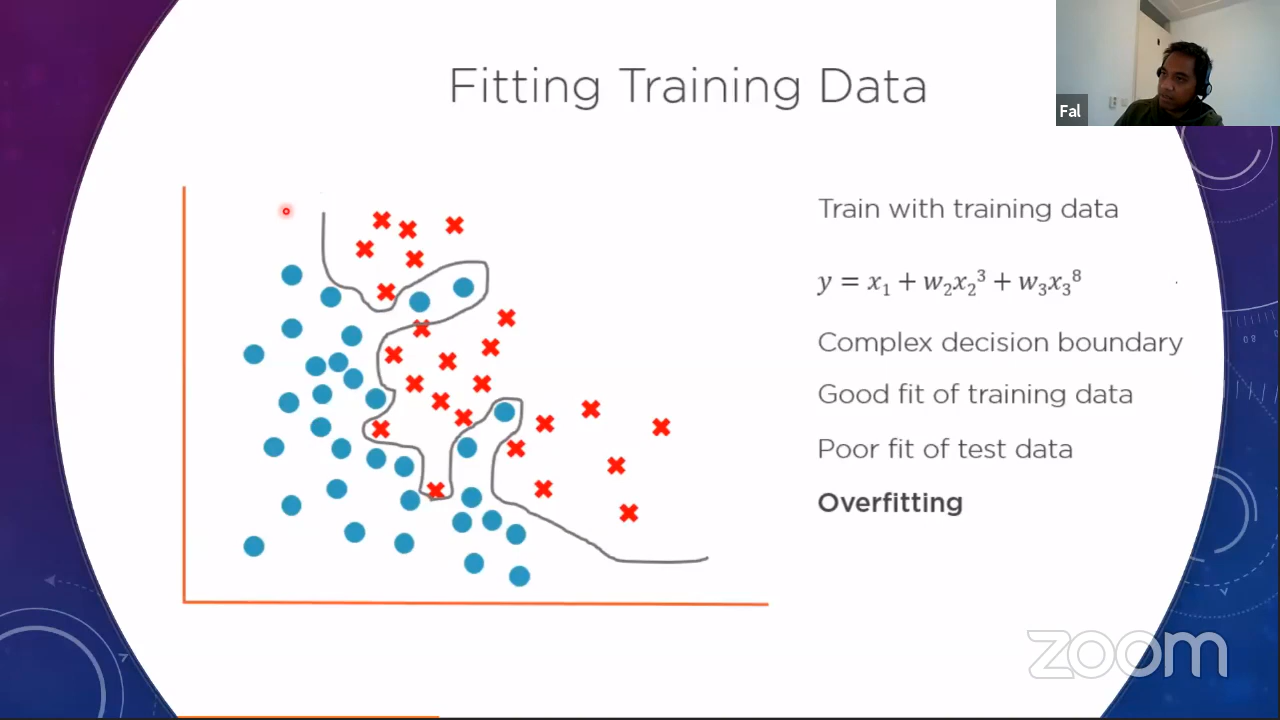 Fitting Training Data
Fal
Train with training data
y = x₁ + w₂x₂³ + w₃x₃⁸
Complex decision boundary
Good fit of training data
Poor fit of test data
Overfitting
80
zoom